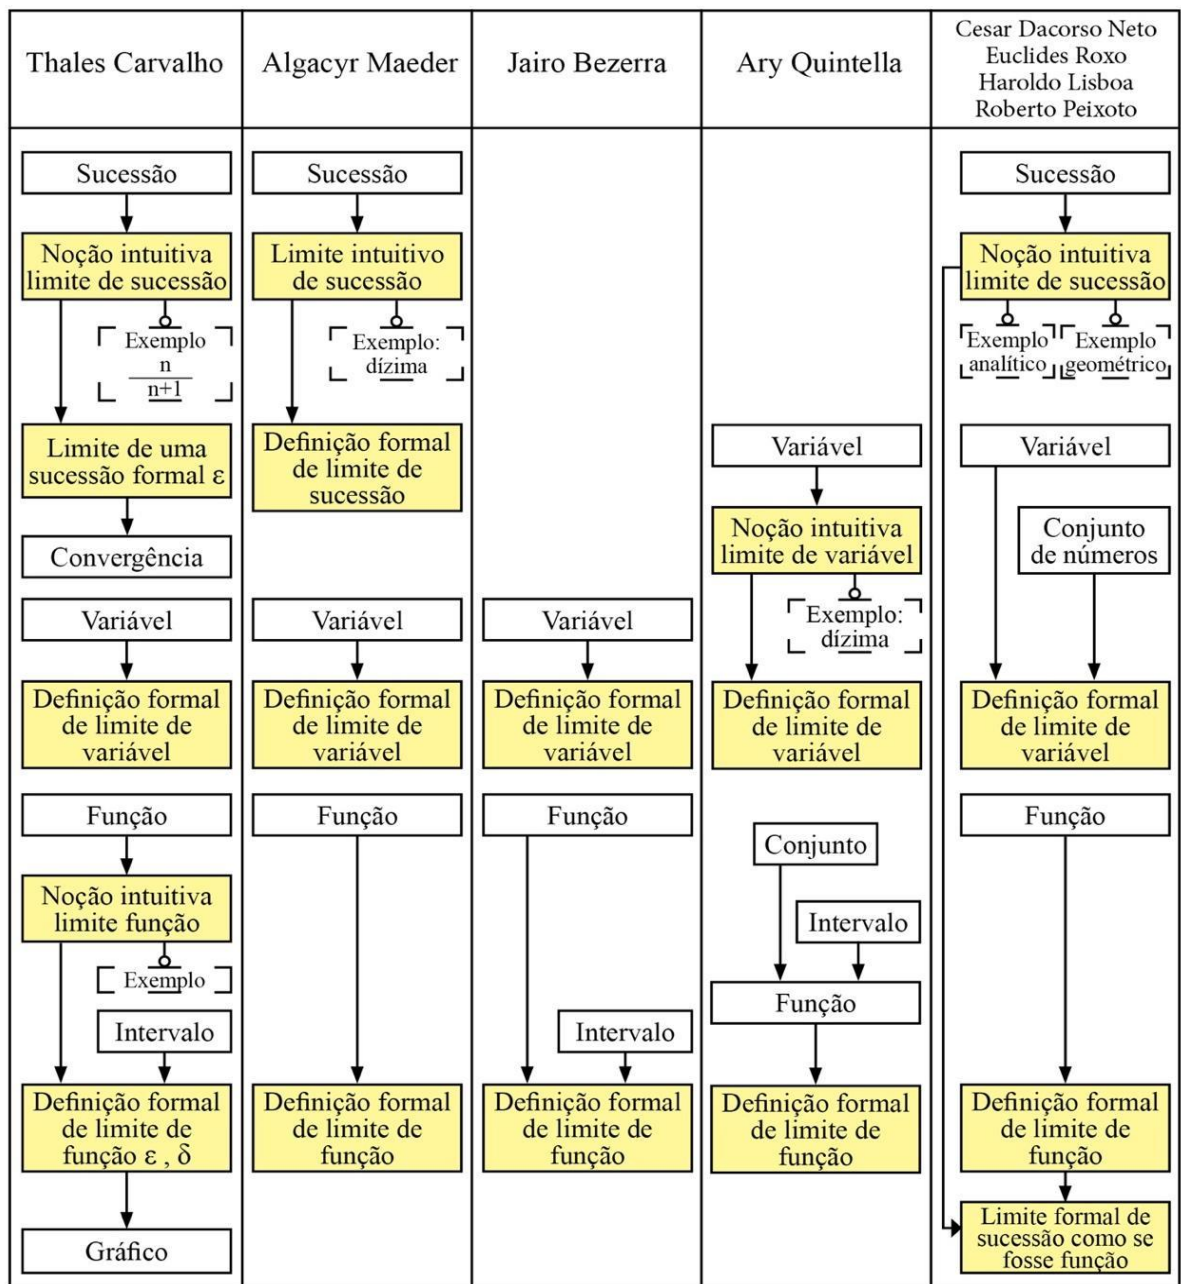 Thales Carvalho
Algacyr Maeder
Jairo Bezerra
Ary Quintella
Cesar Dacorso Neto
Euclides Roxo
Haroldo Lisboa
Roberto Peixoto
Sucessão
Noção intuitiva
limite de sucessão
Exemplo
n
n+1
Limite de uma
sucessão formal ε
Convergência
Variável
Definição formal
de limite de
variável
Função
Noção intuitiva
limite função
Exemplo
Intervalo
Definição formal
de limite de
função ε , δ
Gráfico
Sucessão
Limite intuitivo
de sucessão
Exemplo:
dízima
Definição formal
de limite de
sucessão
Variável
Definição formal
de limite de
variável
Função
Definição formal
de limite de
função
Variável
Definição formal
de limite de
variável
Função
Intervalo
Definição formal
de limite de
função
Variável
Noção intuitiva
limite de variável
Exemplo:
dízima
Definição formal
de limite de
variável
Conjunto
Intervalo
Função
Definição formal
de limite de
função
Sucessão
Noção intuitiva
limite de sucessão
Exemplo
analítico
Exemplo
geométrico
Variável
Conjunto
de números
Definição formal
de limite de
variável
Função
Definição formal
de limite de
função
Limite formal de
sucessão como se
fosse função